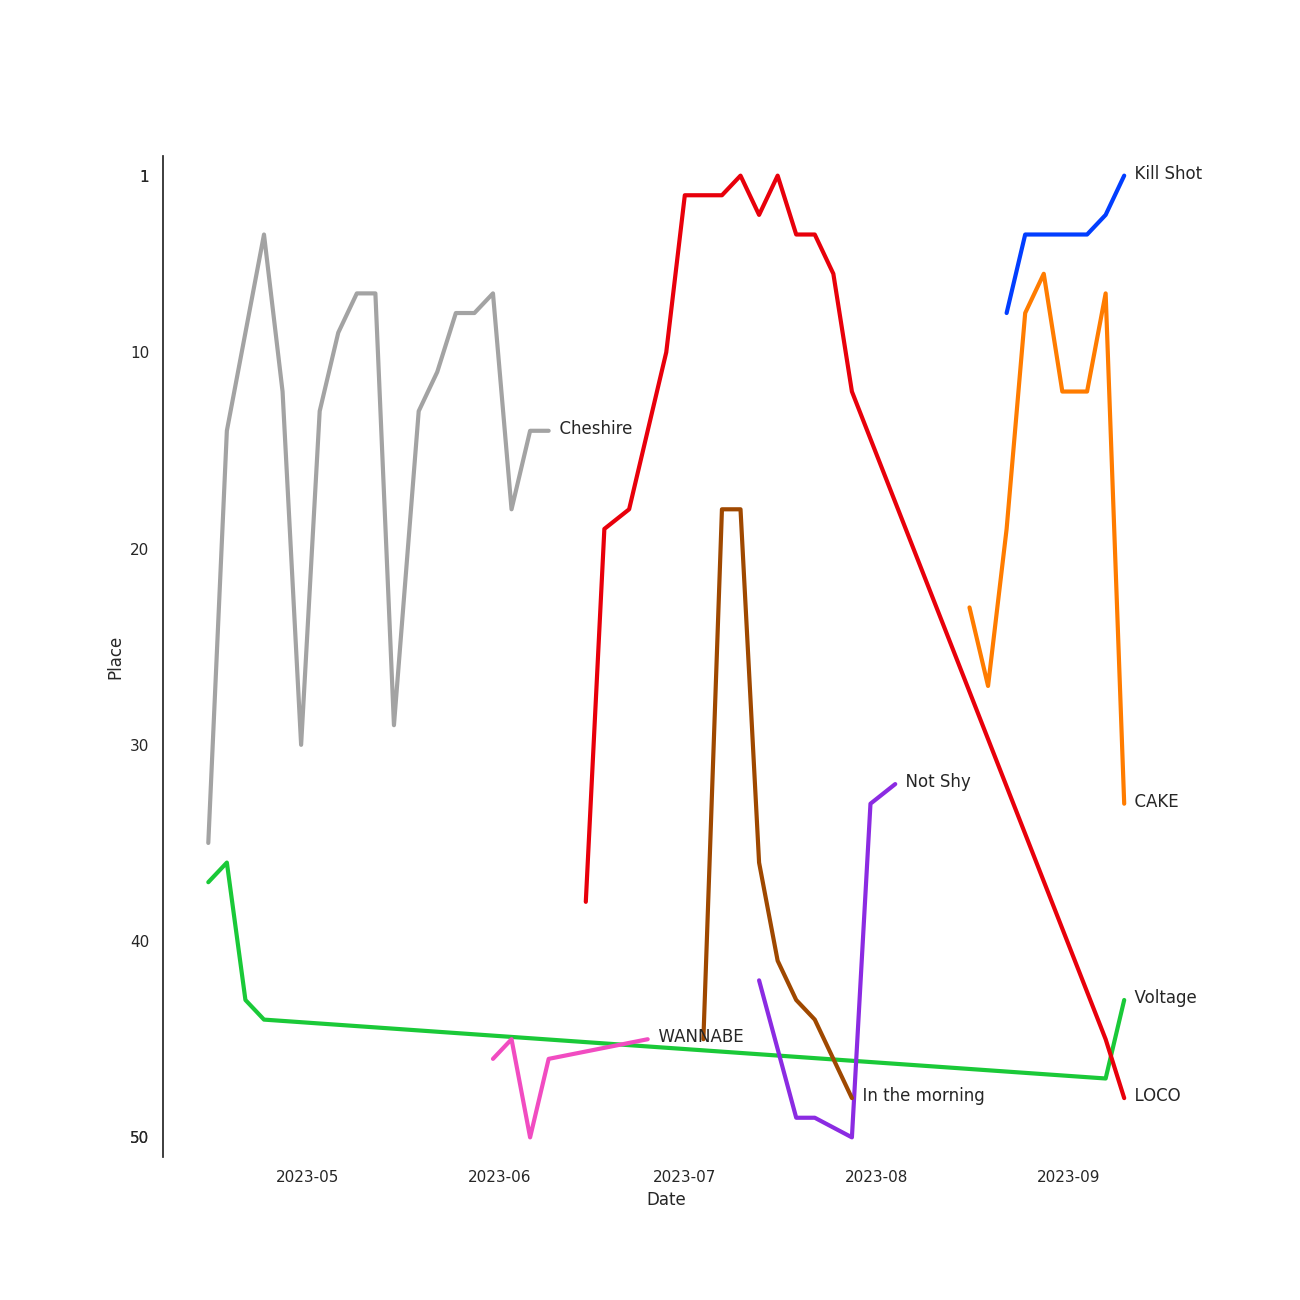 1
Kill Shot
10
Cheshire
20
Place
30
Not Shy
CAKE
40
Voltage
WANNABE
In the morning
LOCO
50
2023-05
2023-06
2023-07
2023-08
2023-09
Date